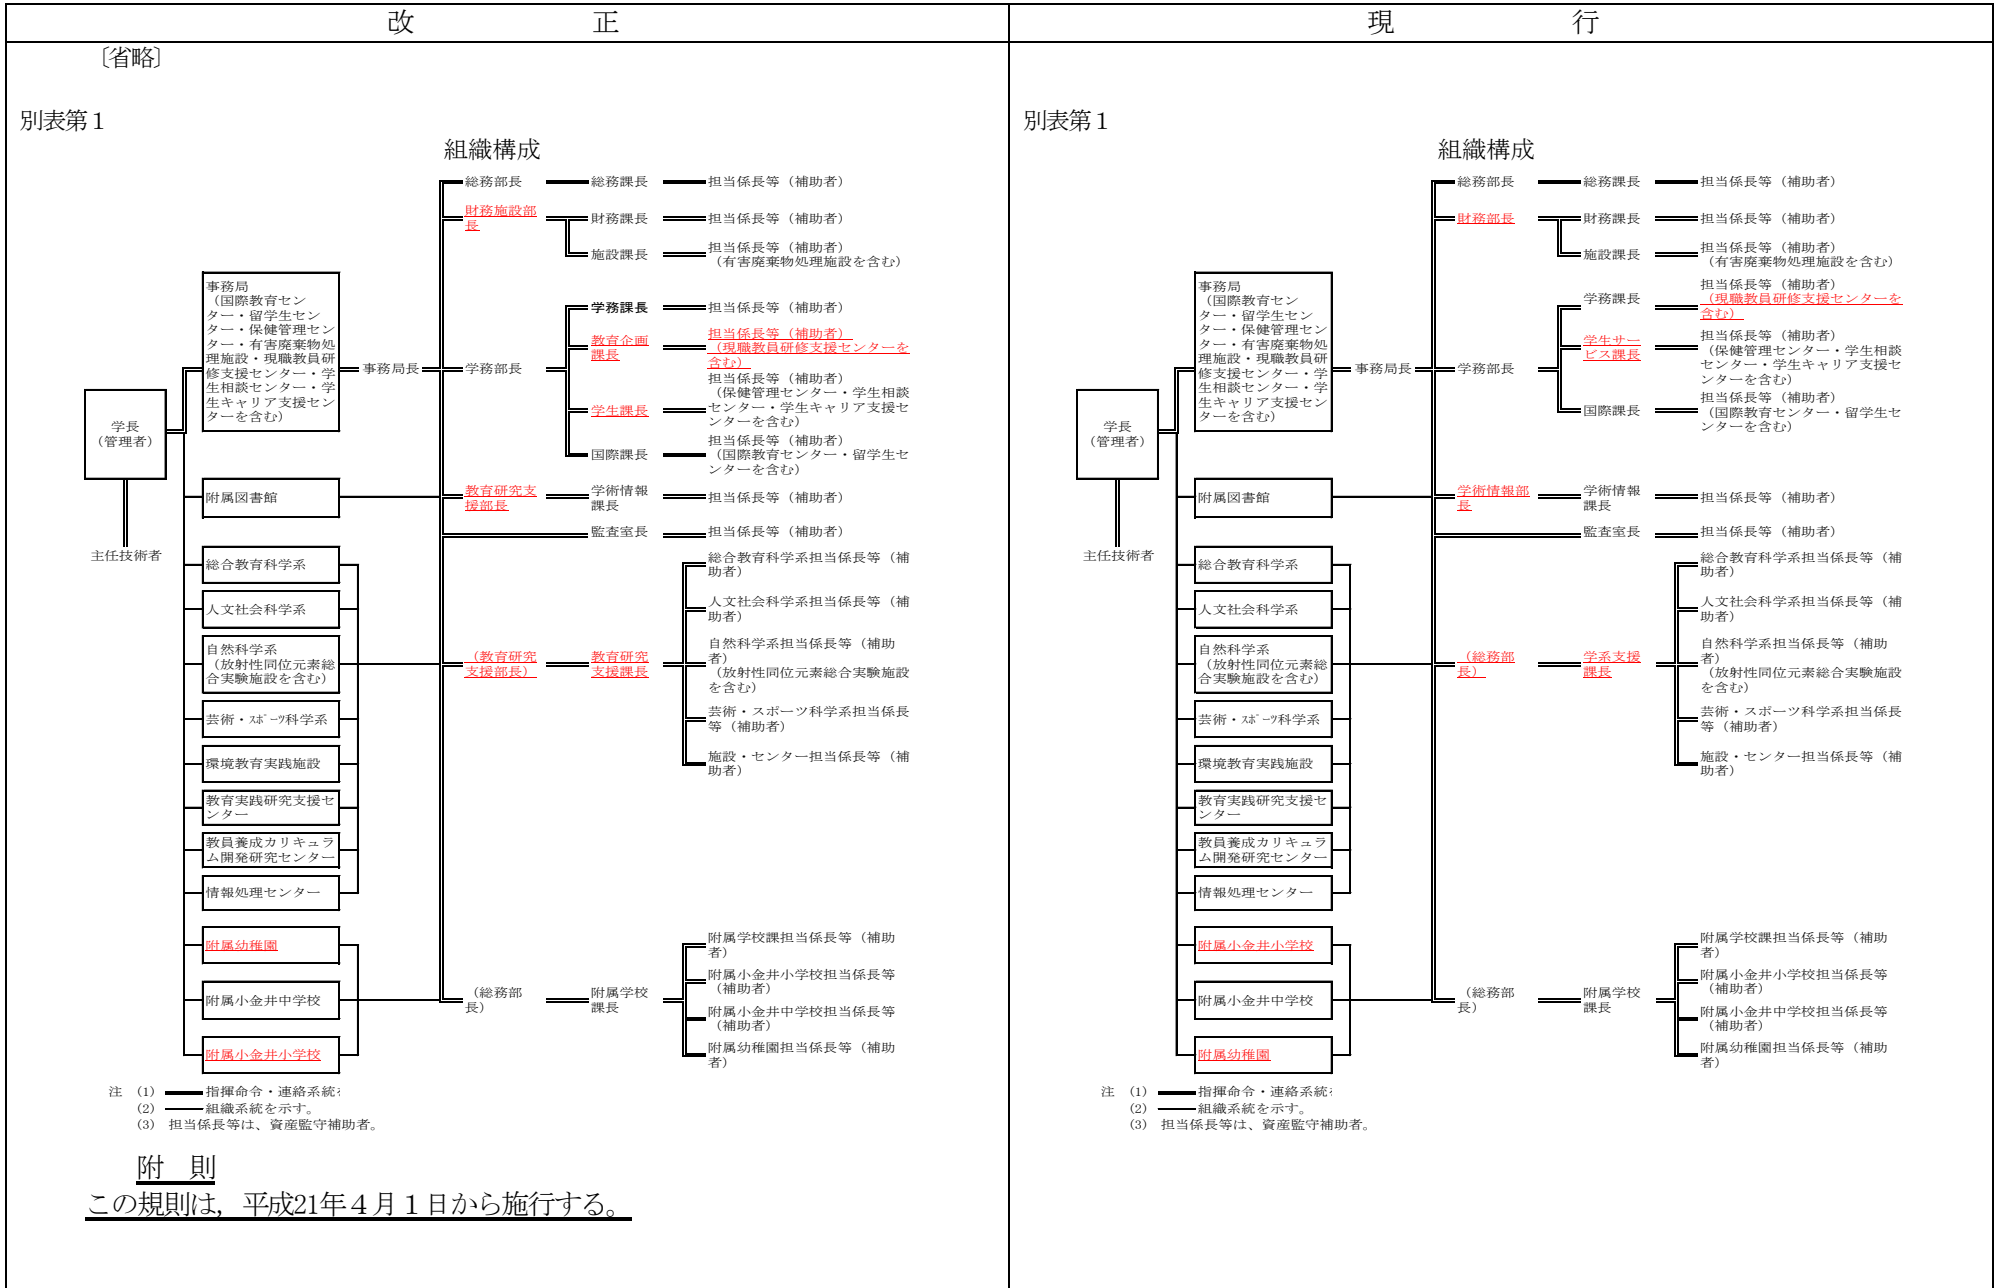 改　　　正
〔省略〕
別表第１
組織構成
総務部長
総務課長
担当係長等（補助者）
財務施設部
長
財務課長
担当係長等（補助者）
施設課長
担当係長等（補助者）
（有害廃棄物処理施設を含む）
事務局
（国際教育セン
ター・留学生セン
ター・保健管理セン
ター・有害廃棄物処
理施設・現職教員研
修支援センター・学
生相談センター・学
生キャリア支援セン
ターを含む）
事務局長
学務部長
学務課長
担当係長等（補助者）
教育企画
課長
担当係長等（補助者）
（現職教員研修支援センターを
含む）
学生課長
担当係長等（補助者）
（保健管理センター・学生相談
センター・学生キャリア支援セ
ンターを含む）
国際課長
担当係長等（補助者）
（国際教育センター・留学生セ
ンターを含む）
学長
（管理者）
主任技術者
附属図書館
教育研究支
援部長
学術情報
課長
担当係長等（補助者）
監査室長
担当係長等（補助者）
総合教育科学系
人文社会科学系
自然科学系
（放射性同位元素総
合実験施設を含む）
芸術・ｽﾎﾟｰﾂ科学系
環境教育実践施設
教育実践研究支援セ
ンター
教員養成カリキュラ
ム開発研究センター
情報処理センター
（教育研究
支援部長）
教育研究
支援課長
総合教育科学系担当係長等（補
助者）
人文社会科学系担当係長等（補
助者）
自然科学系担当係長等（補助
者）
（放射性同位元素総合実験施設
を含む）
芸術・スポーツ科学系担当係長
等（補助者）
施設・センター担当係長等（補
助者）
附属幼稚園
附属小金井中学校
附属小金井小学校
（総務部
長）
附属学校
課長
附属学校課担当係長等（補助
者）
附属小金井小学校担当係長等
（補助者）
附属小金井中学校担当係長等
（補助者）
附属幼稚園担当係長等（補助
者）
注　(1)　指揮命令・連絡系統
(2)　組織系統を示す。
(3)　担当係長等は、資産監守補助者。
附　則
この規則は，平成21年４月１日から施行する。
現　　　行
別表第１
組織構成
総務部長
総務課長
担当係長等（補助者）
財務部長
財務課長
担当係長等（補助者）
施設課長
担当係長等（補助者）
（有害廃棄物処理施設を含む）
事務局
（国際教育セン
ター・留学生セン
ター・保健管理セン
ター・有害廃棄物処
理施設・現職教員研
修支援センター・学
生相談センター・学
生キャリア支援セン
ターを含む）
事務局長
学務部長
学務課長
担当係長等（補助者）
（現職教員研修支援センターを
含む）
学生サー
ビス課長
担当係長等（補助者）
（保健管理センター・学生相談
センター・学生キャリア支援セ
ンターを含む）
国際課長
担当係長等（補助者）
（国際教育センター・留学生セ
ンターを含む）
学長
（管理者）
主任技術者
附属図書館
学術情報部
長
学術情報
課長
担当係長等（補助者）
監査室長
担当係長等（補助者）
総合教育科学系
人文社会科学系
自然科学系
（放射性同位元素総
合実験施設を含む）
芸術・ｽﾎﾟｰﾂ科学系
環境教育実践施設
教育実践研究支援セ
ンター
教員養成カリキュラ
ム開発研究センター
情報処理センター
（総務部
長）
学系支援
課長
総合教育科学系担当係長等（補
助者）
人文社会科学系担当係長等（補
助者）
自然科学系担当係長等（補助
者）
（放射性同位元素総合実験施設
を含む）
芸術・スポーツ科学系担当係長
等（補助者）
施設・センター担当係長等（補
助者）
附属小金井小学校
附属小金井中学校
附属幼稚園
（総務部
長）
附属学校
課長
附属学校課担当係長等（補助
者）
附属小金井小学校担当係長等
（補助者）
附属小金井中学校担当係長等
（補助者）
附属幼稚園担当係長等（補助
者）
注　(1)　指揮命令・連絡系統
(2)　組織系統を示す。
(3)　担当係長等は、資産監守補助者。